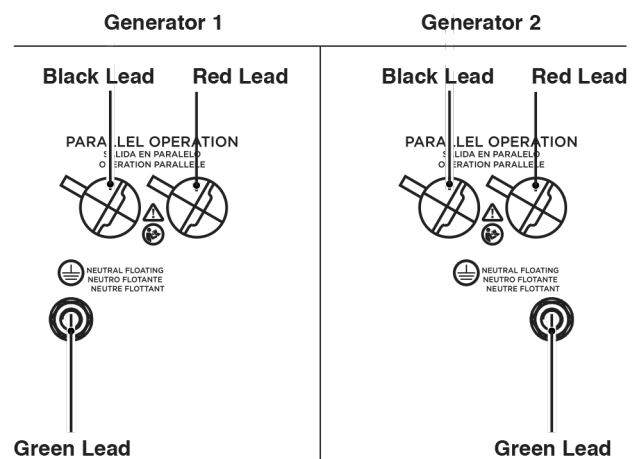 Generator 1
Generator 2
Black Lead
Red Lead
PARALLEL OPERATION
SALIDA EN PARALELO
OPERATION PARALLELE
NEUTRAL FLOATING
NEUTRO FLOTANTE
NEUTRE FLOTTANT
Green Lead
Black Lead
Red Lead
PARALLEL OPERATION
SALIDA EN PARALELO
OPERATION PARALLELE
NEUTRAL FLOATING
NEUTRO FLOTANTE
NEUTRE FLOTTANT
Green Lead